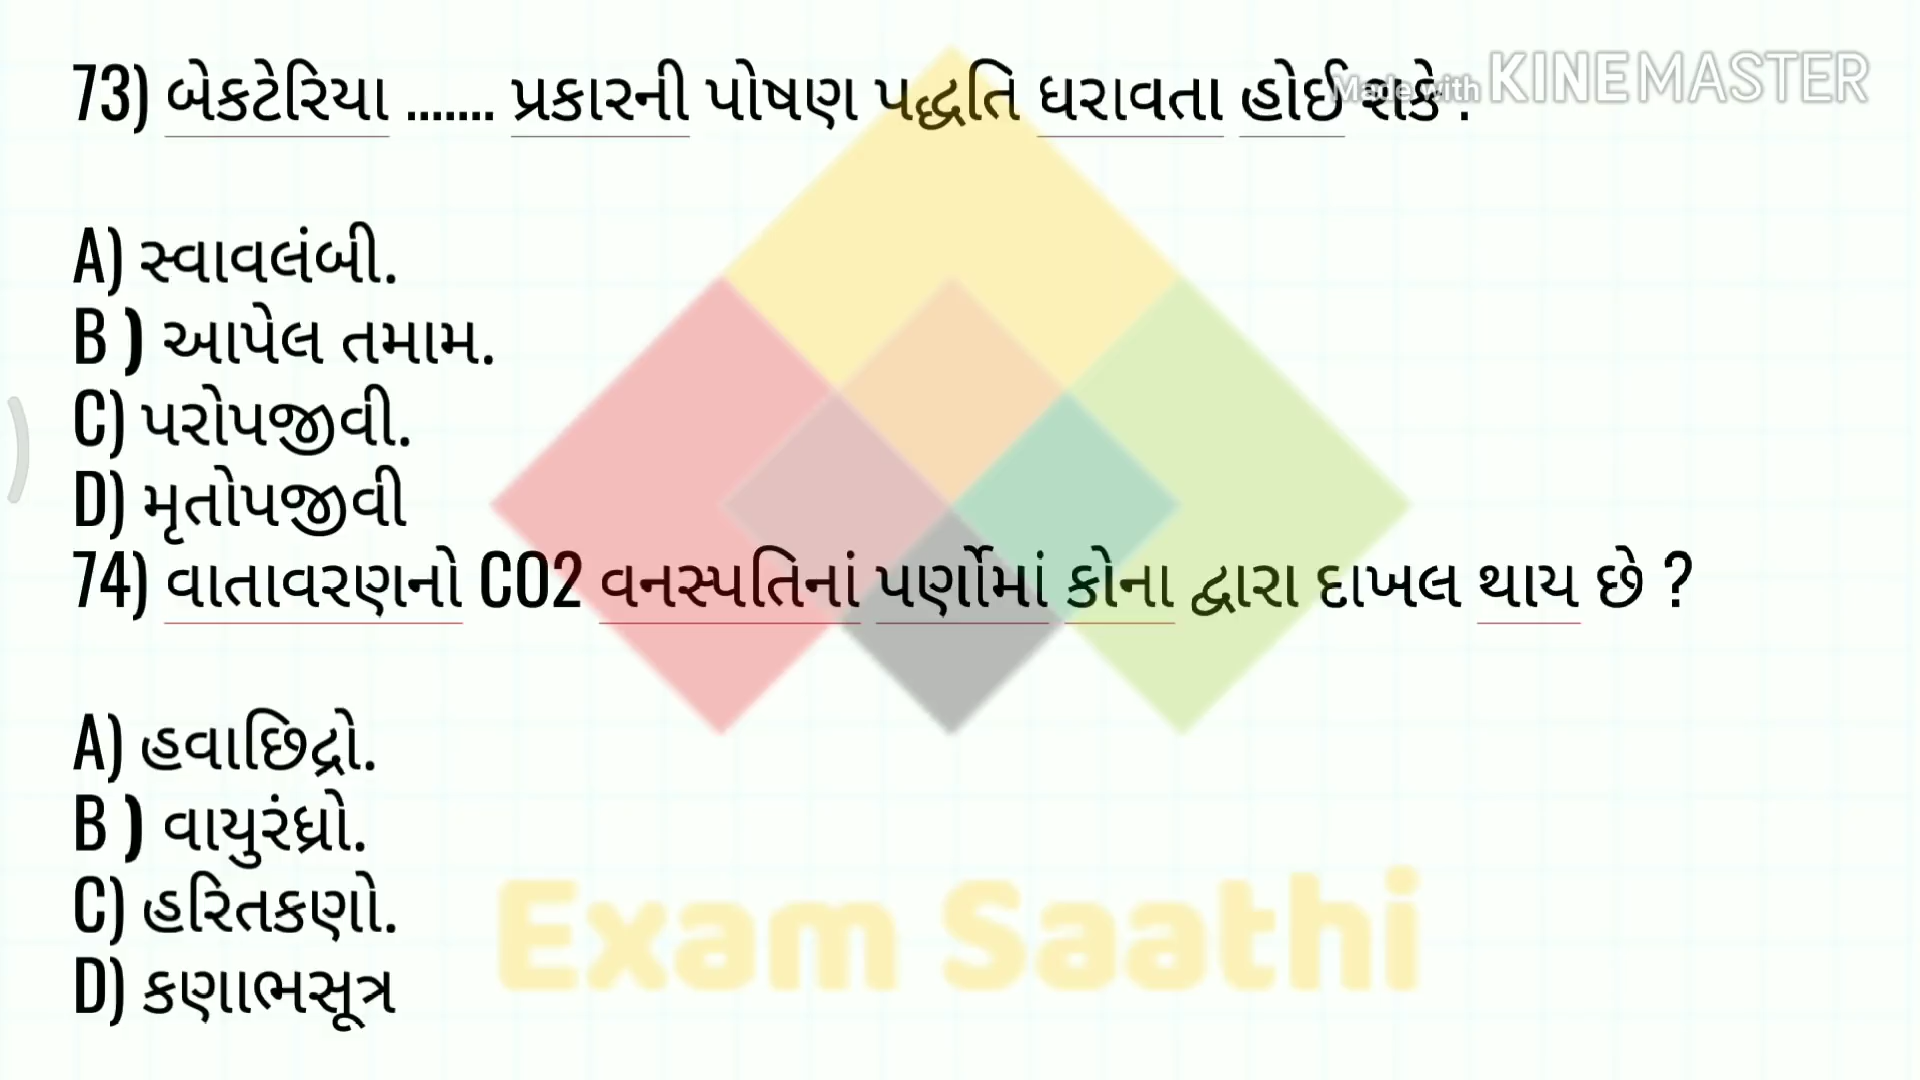 73) બેકટેરિયા ....... પ્રકારની પોષણ પદ્ધતિ ધરાવતા હોઈ શકે .
Made with KINEMASTER
A) સ્વાવલંબી.
B ) આપેલ તમામ.
C) પરોપજીવી.
D) મૃતોપજીવી
74) વાતાવરણનો CO2 વનસ્પતિનાં પર્ણોમાં કોના દ્વારા દાખલ થાય છે ?
A) હવાછિદ્રો.
B ) વાયુરંધ્રો.
C) હરિતકણો.
D) કણાભસૂત્ર
Exam Saathi